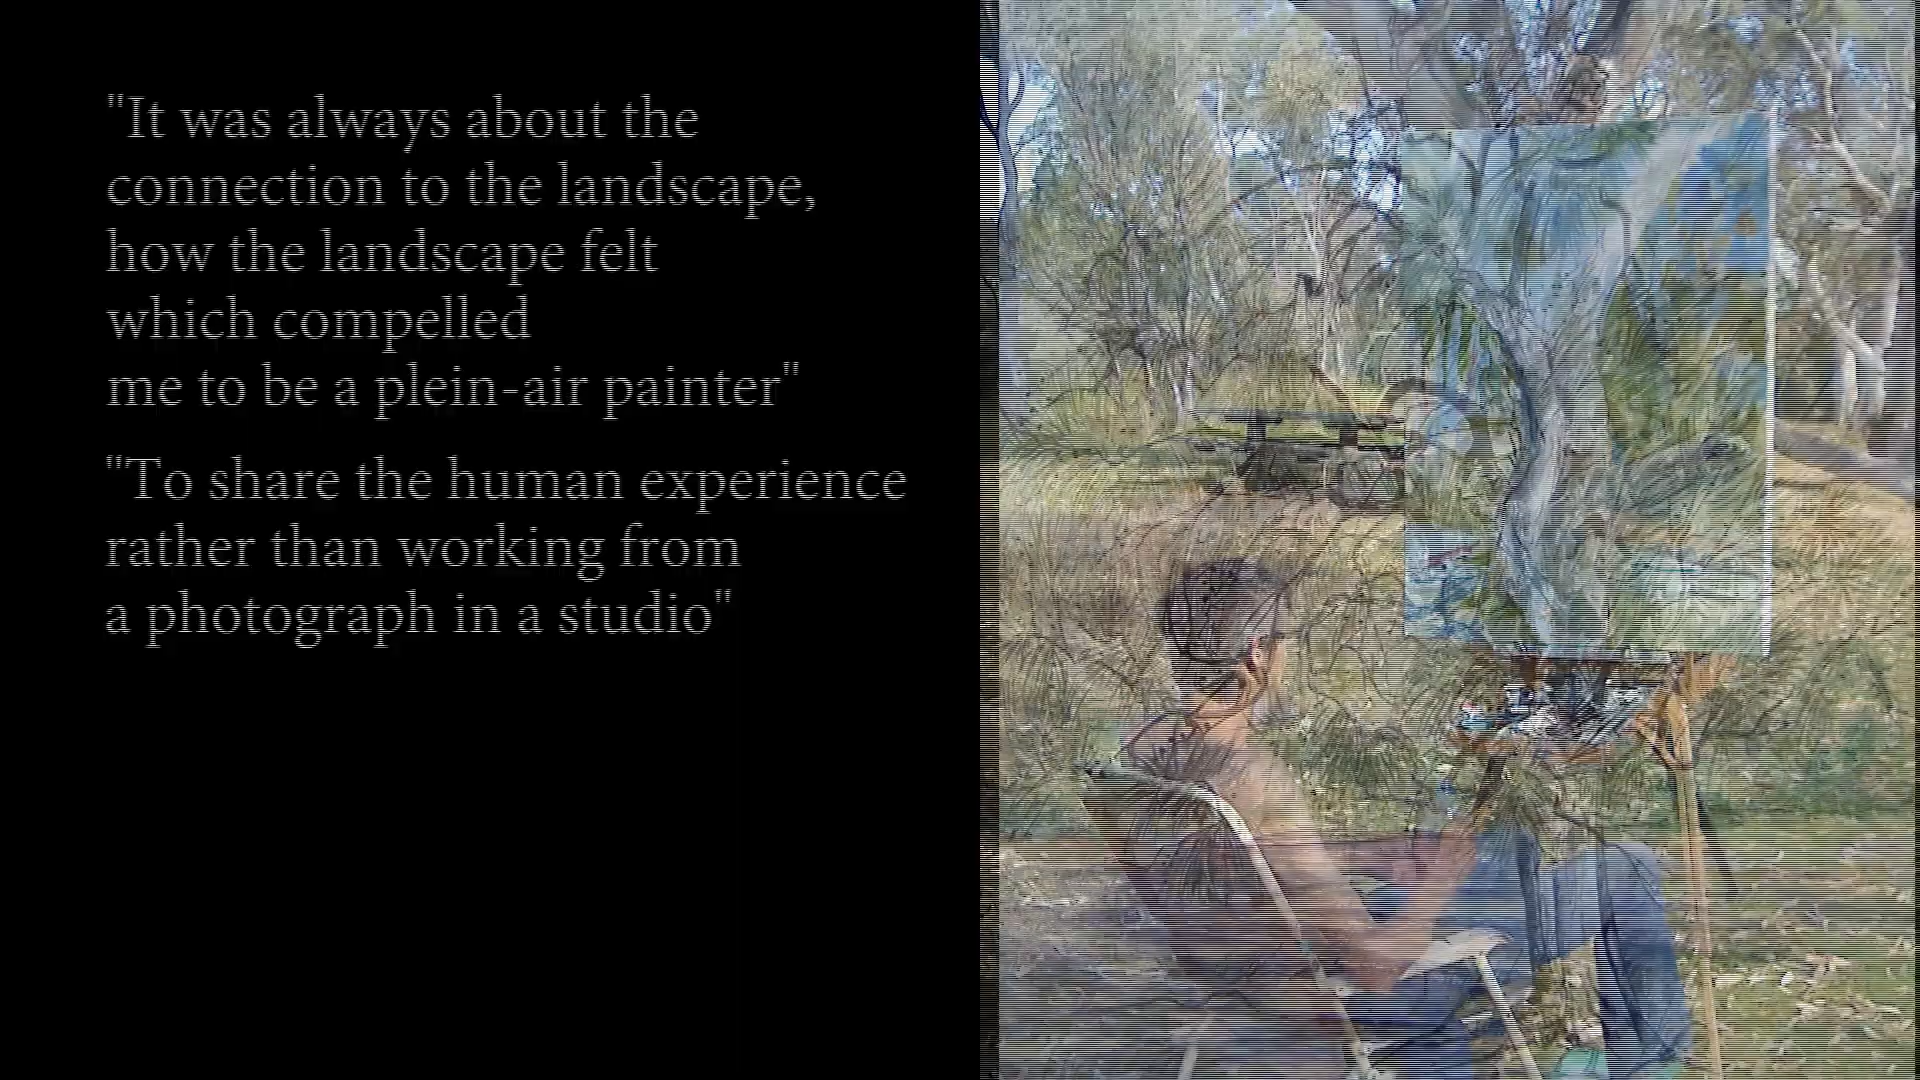 "It was always about the
connection to the landscape,
how the landscape felt
which compelled
me to be a plein-air painter"
"To share the human experience
rather than working from
a photograph in a studio"